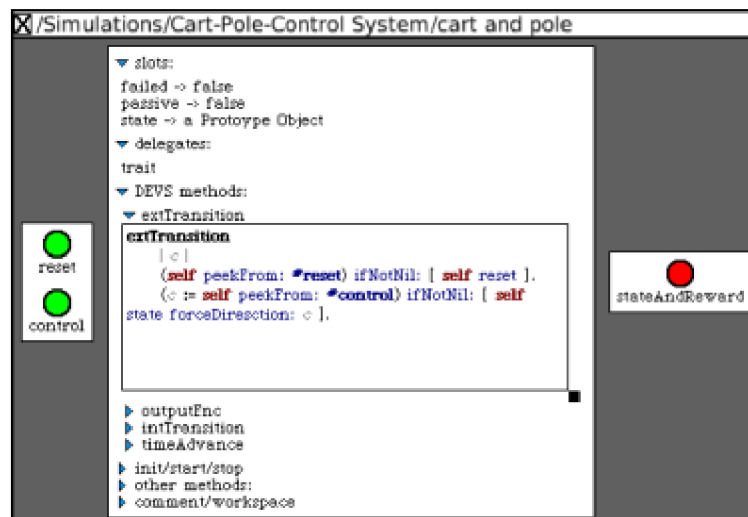 /Simulations/Cart-Pole-Control System/cart and pole
slots:
failed -> false
passive -> false
state -> a Protoype Object
delegates:
trait
DEVS methods:
extTransition
extTransition
| c |
(self peekFrom: #reset) ifNotNil: [ self reset ].
(c := self peekFrom: #control) ifNotNil: [ self
state forceDiresction: c ].
outputFnc
intTransition
timeAdvance
init/start/stop
other methods:
comment/workspace
reset
control
stateAndReward